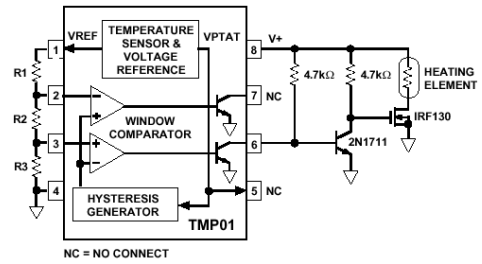 VREF
TEMPERATURE
SENSOR &
VOLTAGE
REFERENCE
VPTAT
1
8
V+
R1
4.7kΩ
4.7kΩ
HEATING
ELEMENT
2
7
NC
R2
WINDOW
COMPARATOR
IRF130
3
6
2N1711
R3
4
HYSTERESIS
GENERATOR
5
NC
TMP01
NC = NO CONNECT